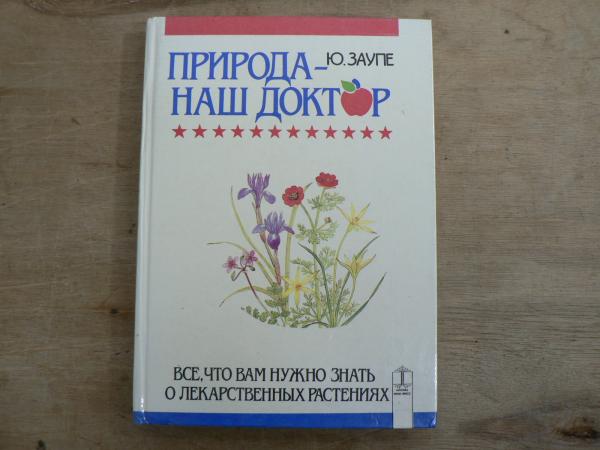 Ю. ЗАУПЕ
ПРИРОДА –
НАШ ДОКТОР
ВСЕ, ЧТО ВАМ НУЖНО ЗНАТЬ
О ЛЕКАРСТВЕННЫХ РАСТЕНИЯХ